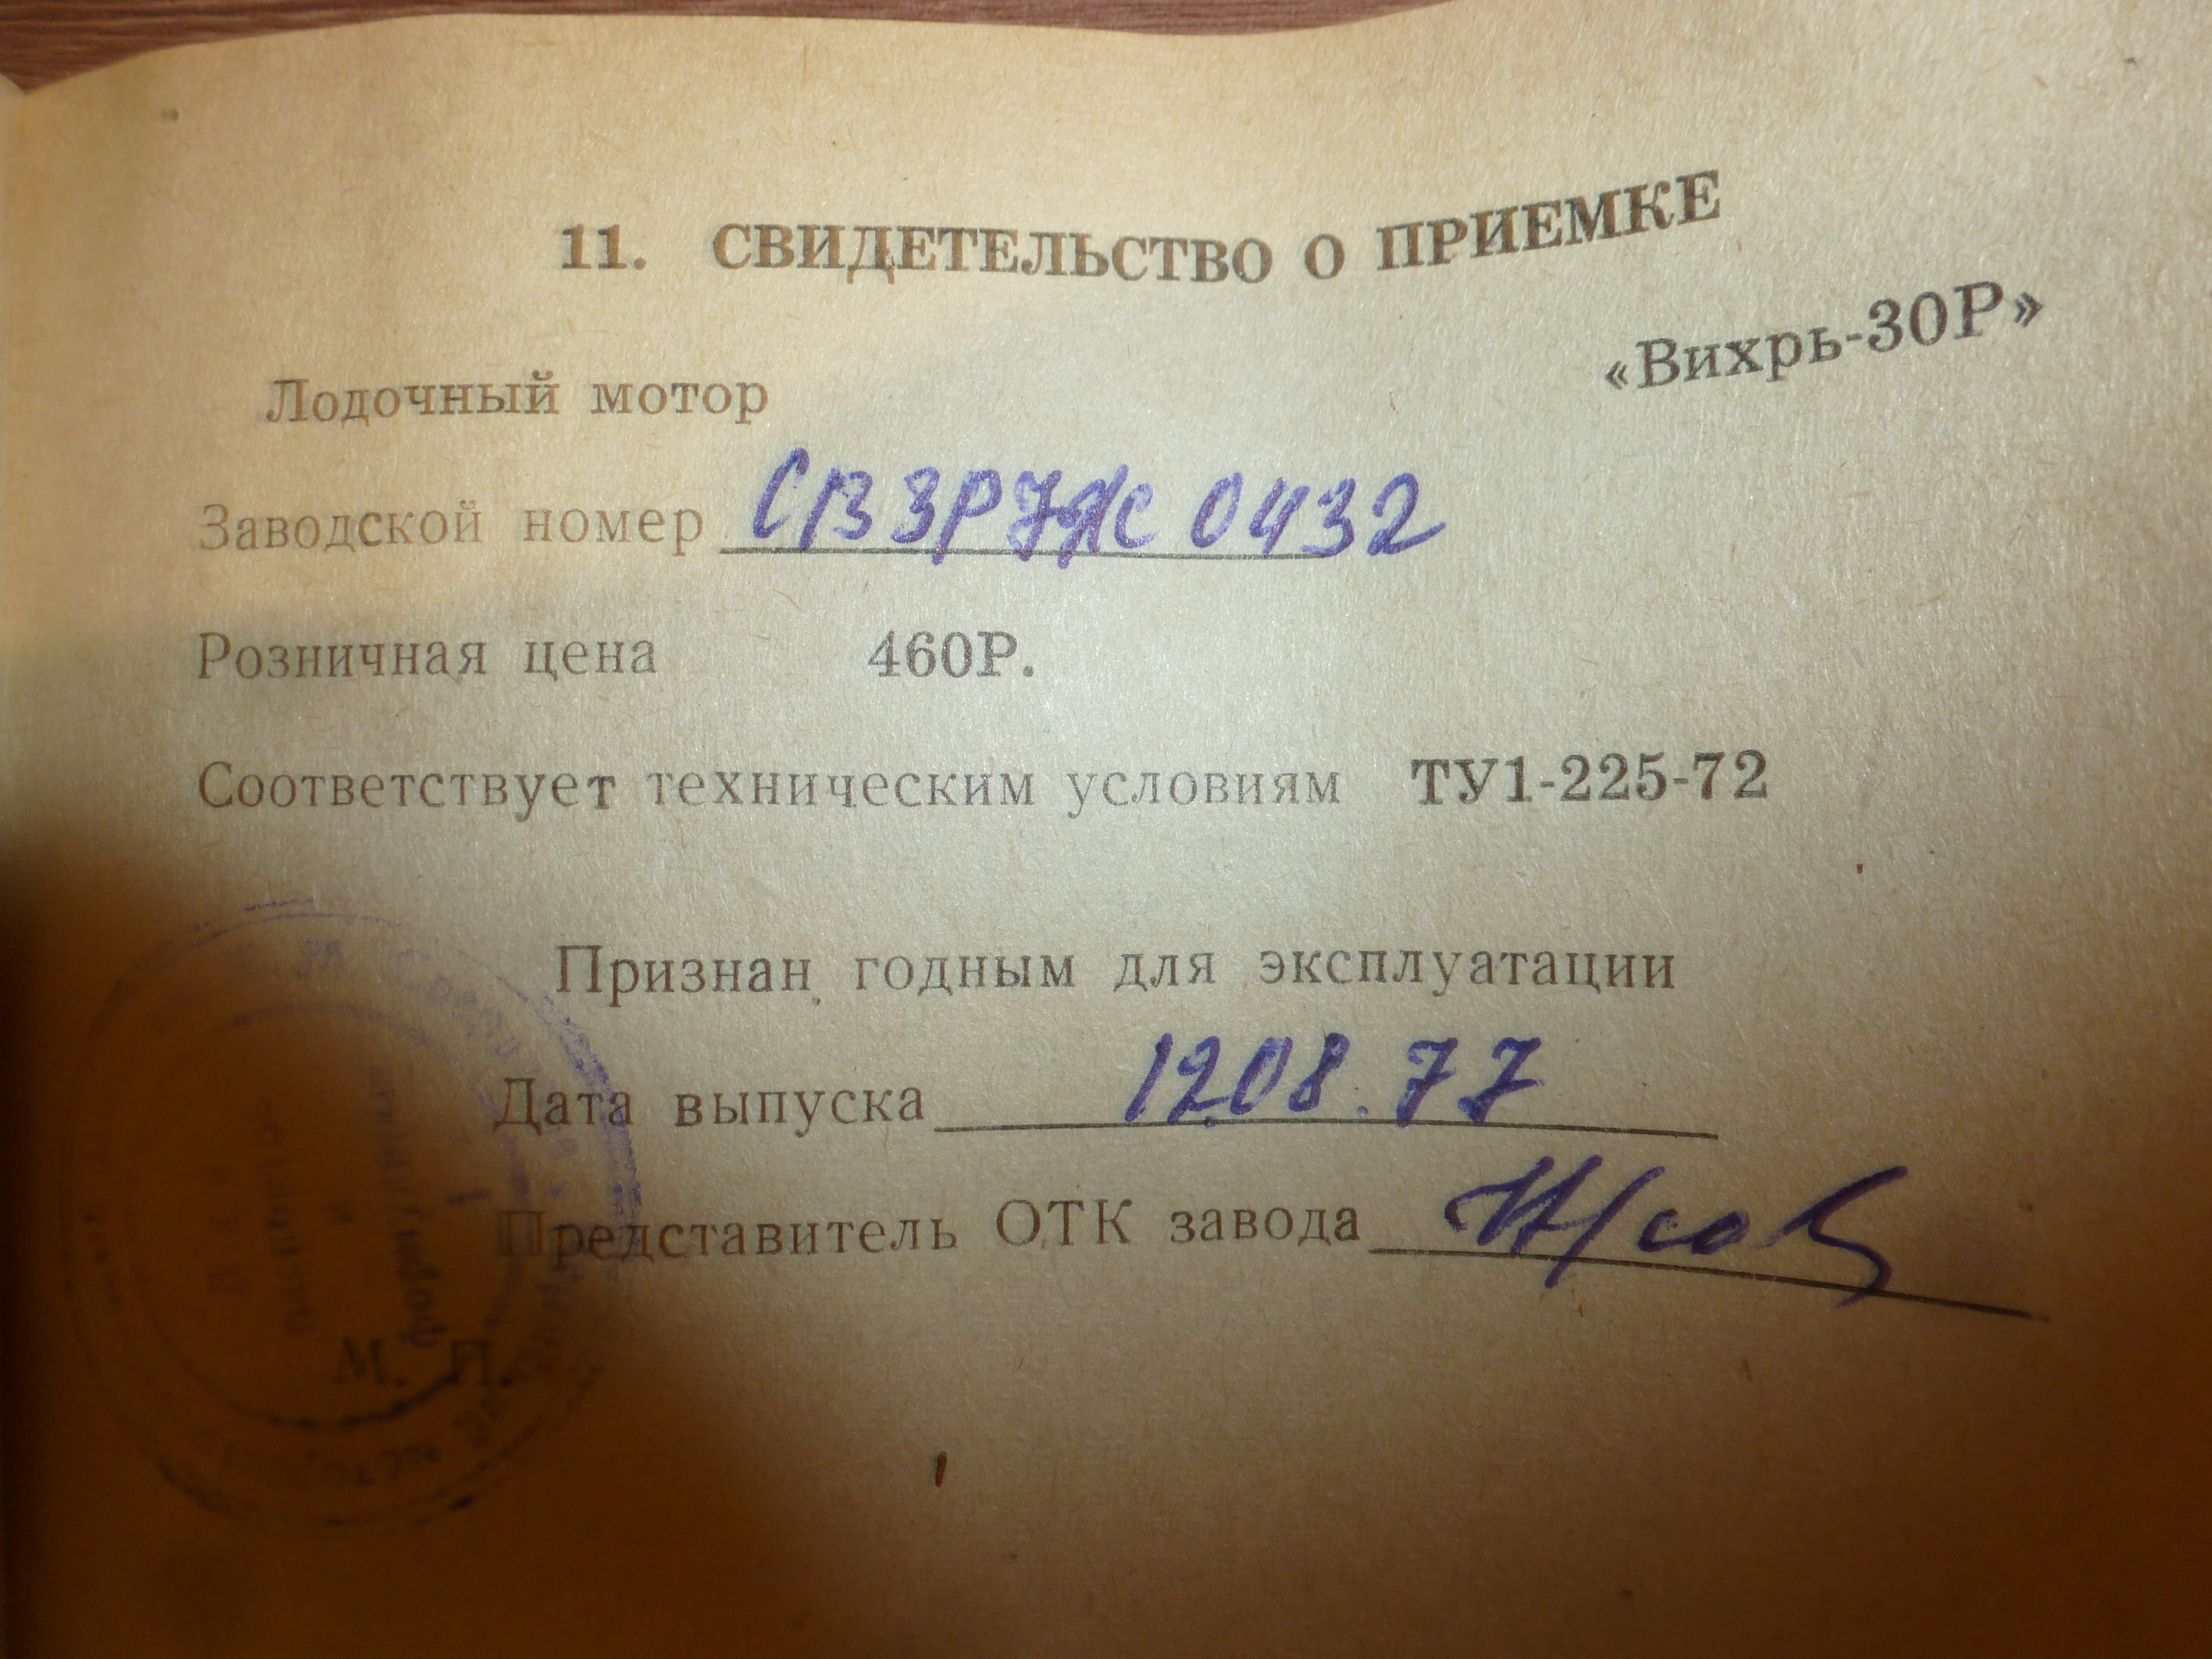 11. СВИДЕТЕЛЬСТВО О ПРИЕМКЕ
Лодочный мотор «Вихрь-30Р»
Заводской номер 0432
Розничная цена 460Р.
Соответствует техническим условиям ТУ1-225-72
Признан годным для эксплуатации
Дата выпуска 12.08.77
Представитель ОТК завода
М. П.